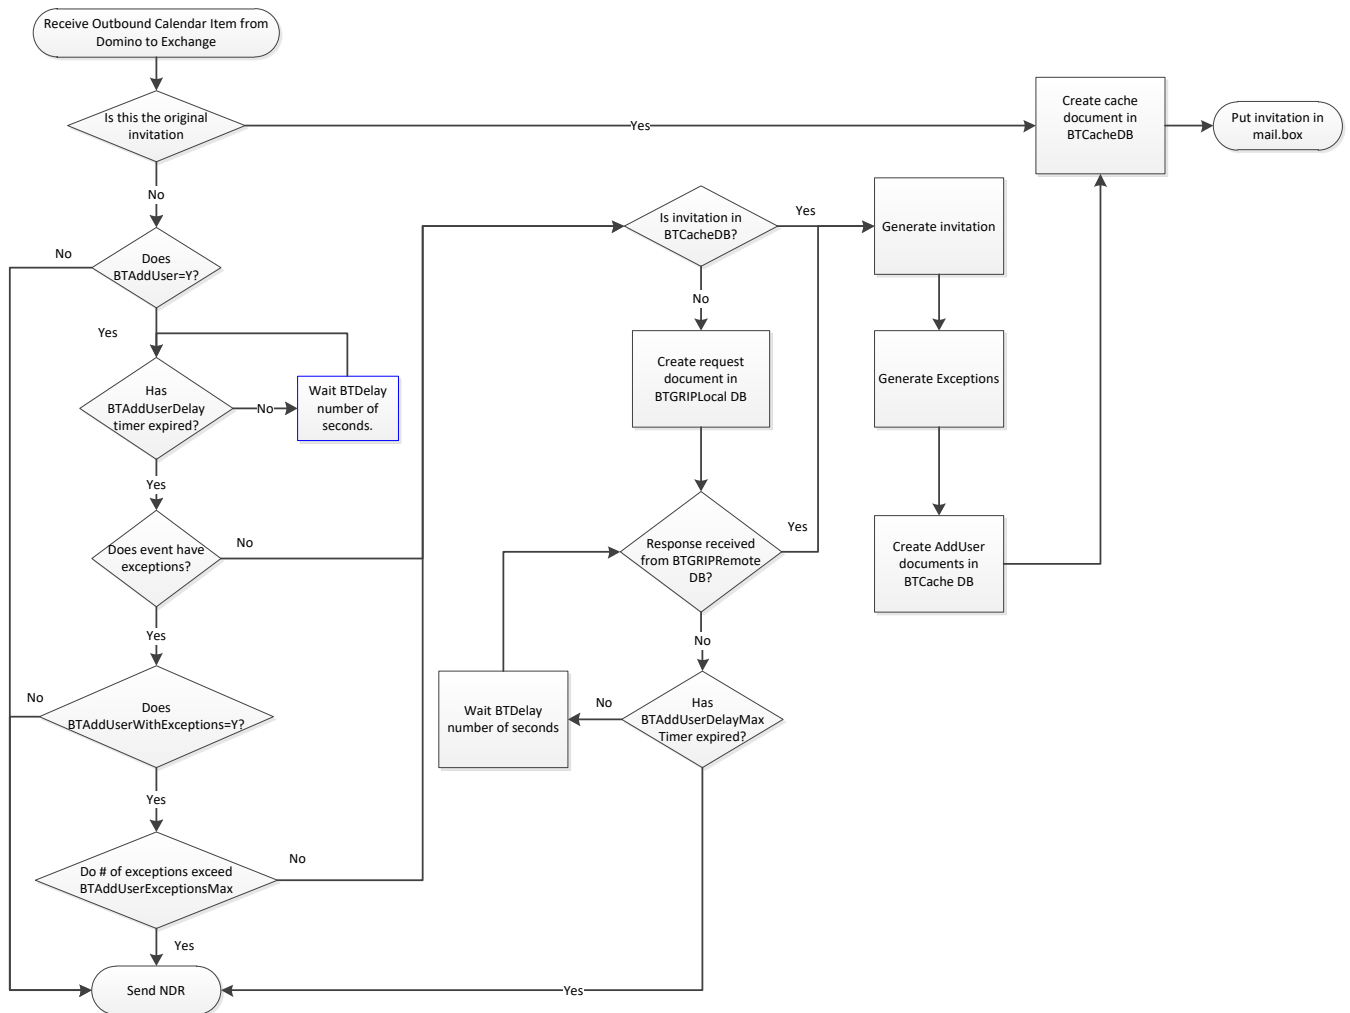 Receive Outbound Calendar Item from
Domino to Exchange
Is this the original
invitation
Yes
Create cache
document in
BTCacheDB
Put invitation in
mail.box
No
Does
BTAddUser=Y?
No
Yes
Has
BTAddUserDelay
timer expired?
No
Wait BTDelay
number of
seconds.
Yes
Does event have
exceptions?
No
Yes
Does
BTAddUserWithExceptions=Y?
No
Yes
Do # of exceptions exceed
BTAddUserExceptionsMax
No
Yes
Send NDR
Is invitation in
BTCacheDB?
Yes
No
Create request
document in
BTGRIPLocal DB
Response received
from BTGRIPRemote
DB?
Yes
No
Has
BTAddUserDelayMax
Timer expired?
No
Wait BTDelay
number of seconds
Yes
Generate invitation
Generate Exceptions
Create AddUser
documents in
BTCache DB